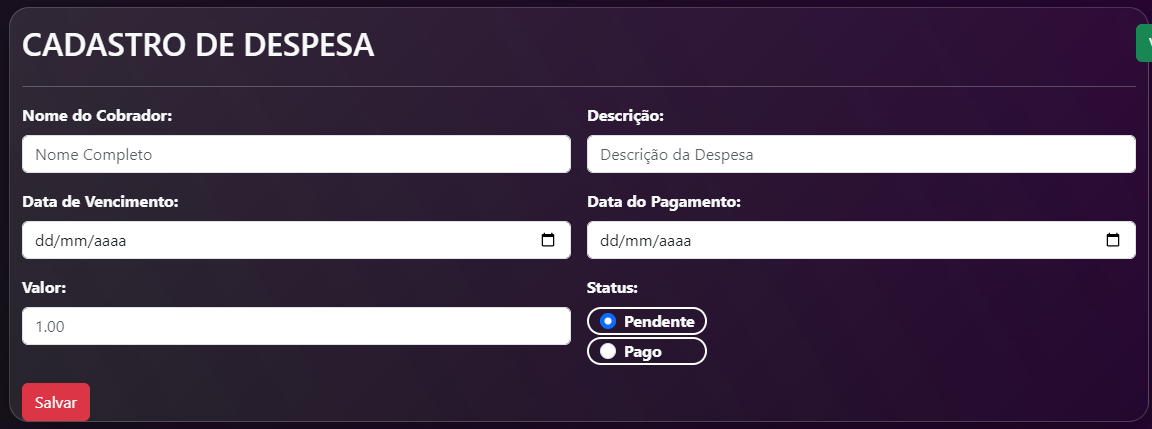 CADASTRO DE DESPESA
Nome do Cobrador: Descrição:
Nome Completo Descrição da Despesa
Data de Vencimento: Data do Pagamento:
dd/mm/aaaa dd/mm/aaaa
Valor: Status:
1.00 Pendente
Pago
Salvar